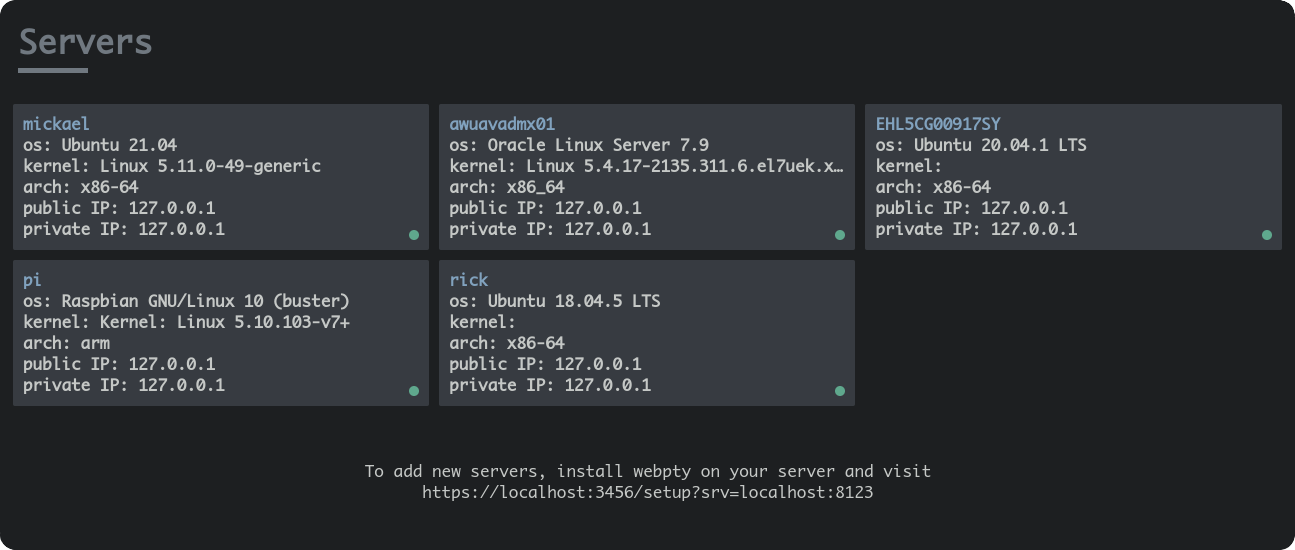 Servers
mickael
os: Ubuntu 21.04
kernel: Linux 5.11.0-49-generic
arch: x86-64
public IP: 127.0.0.1
private IP: 127.0.0.1
awuavadmx01
os: Oracle Linux Server 7.9
kernel: Linux 5.4.17-2135.311.6.el7uek.x…
arch: x86_64
public IP: 127.0.0.1
private IP: 127.0.0.1
EHL5CG00917SY
os: Ubuntu 20.04.1 LTS
kernel:
arch: x86-64
public IP: 127.0.0.1
private IP: 127.0.0.1
pi
os: Raspbian GNU/Linux 10 (buster)
kernel: Kernel: Linux 5.10.103-v7+
arch: arm
public IP: 127.0.0.1
private IP: 127.0.0.1
rick
os: Ubuntu 18.04.5 LTS
kernel:
arch: x86-64
public IP: 127.0.0.1
private IP: 127.0.0.1
To add new servers, install webpty on your server and visit
https://localhost:3456/setup?srv=localhost:8123